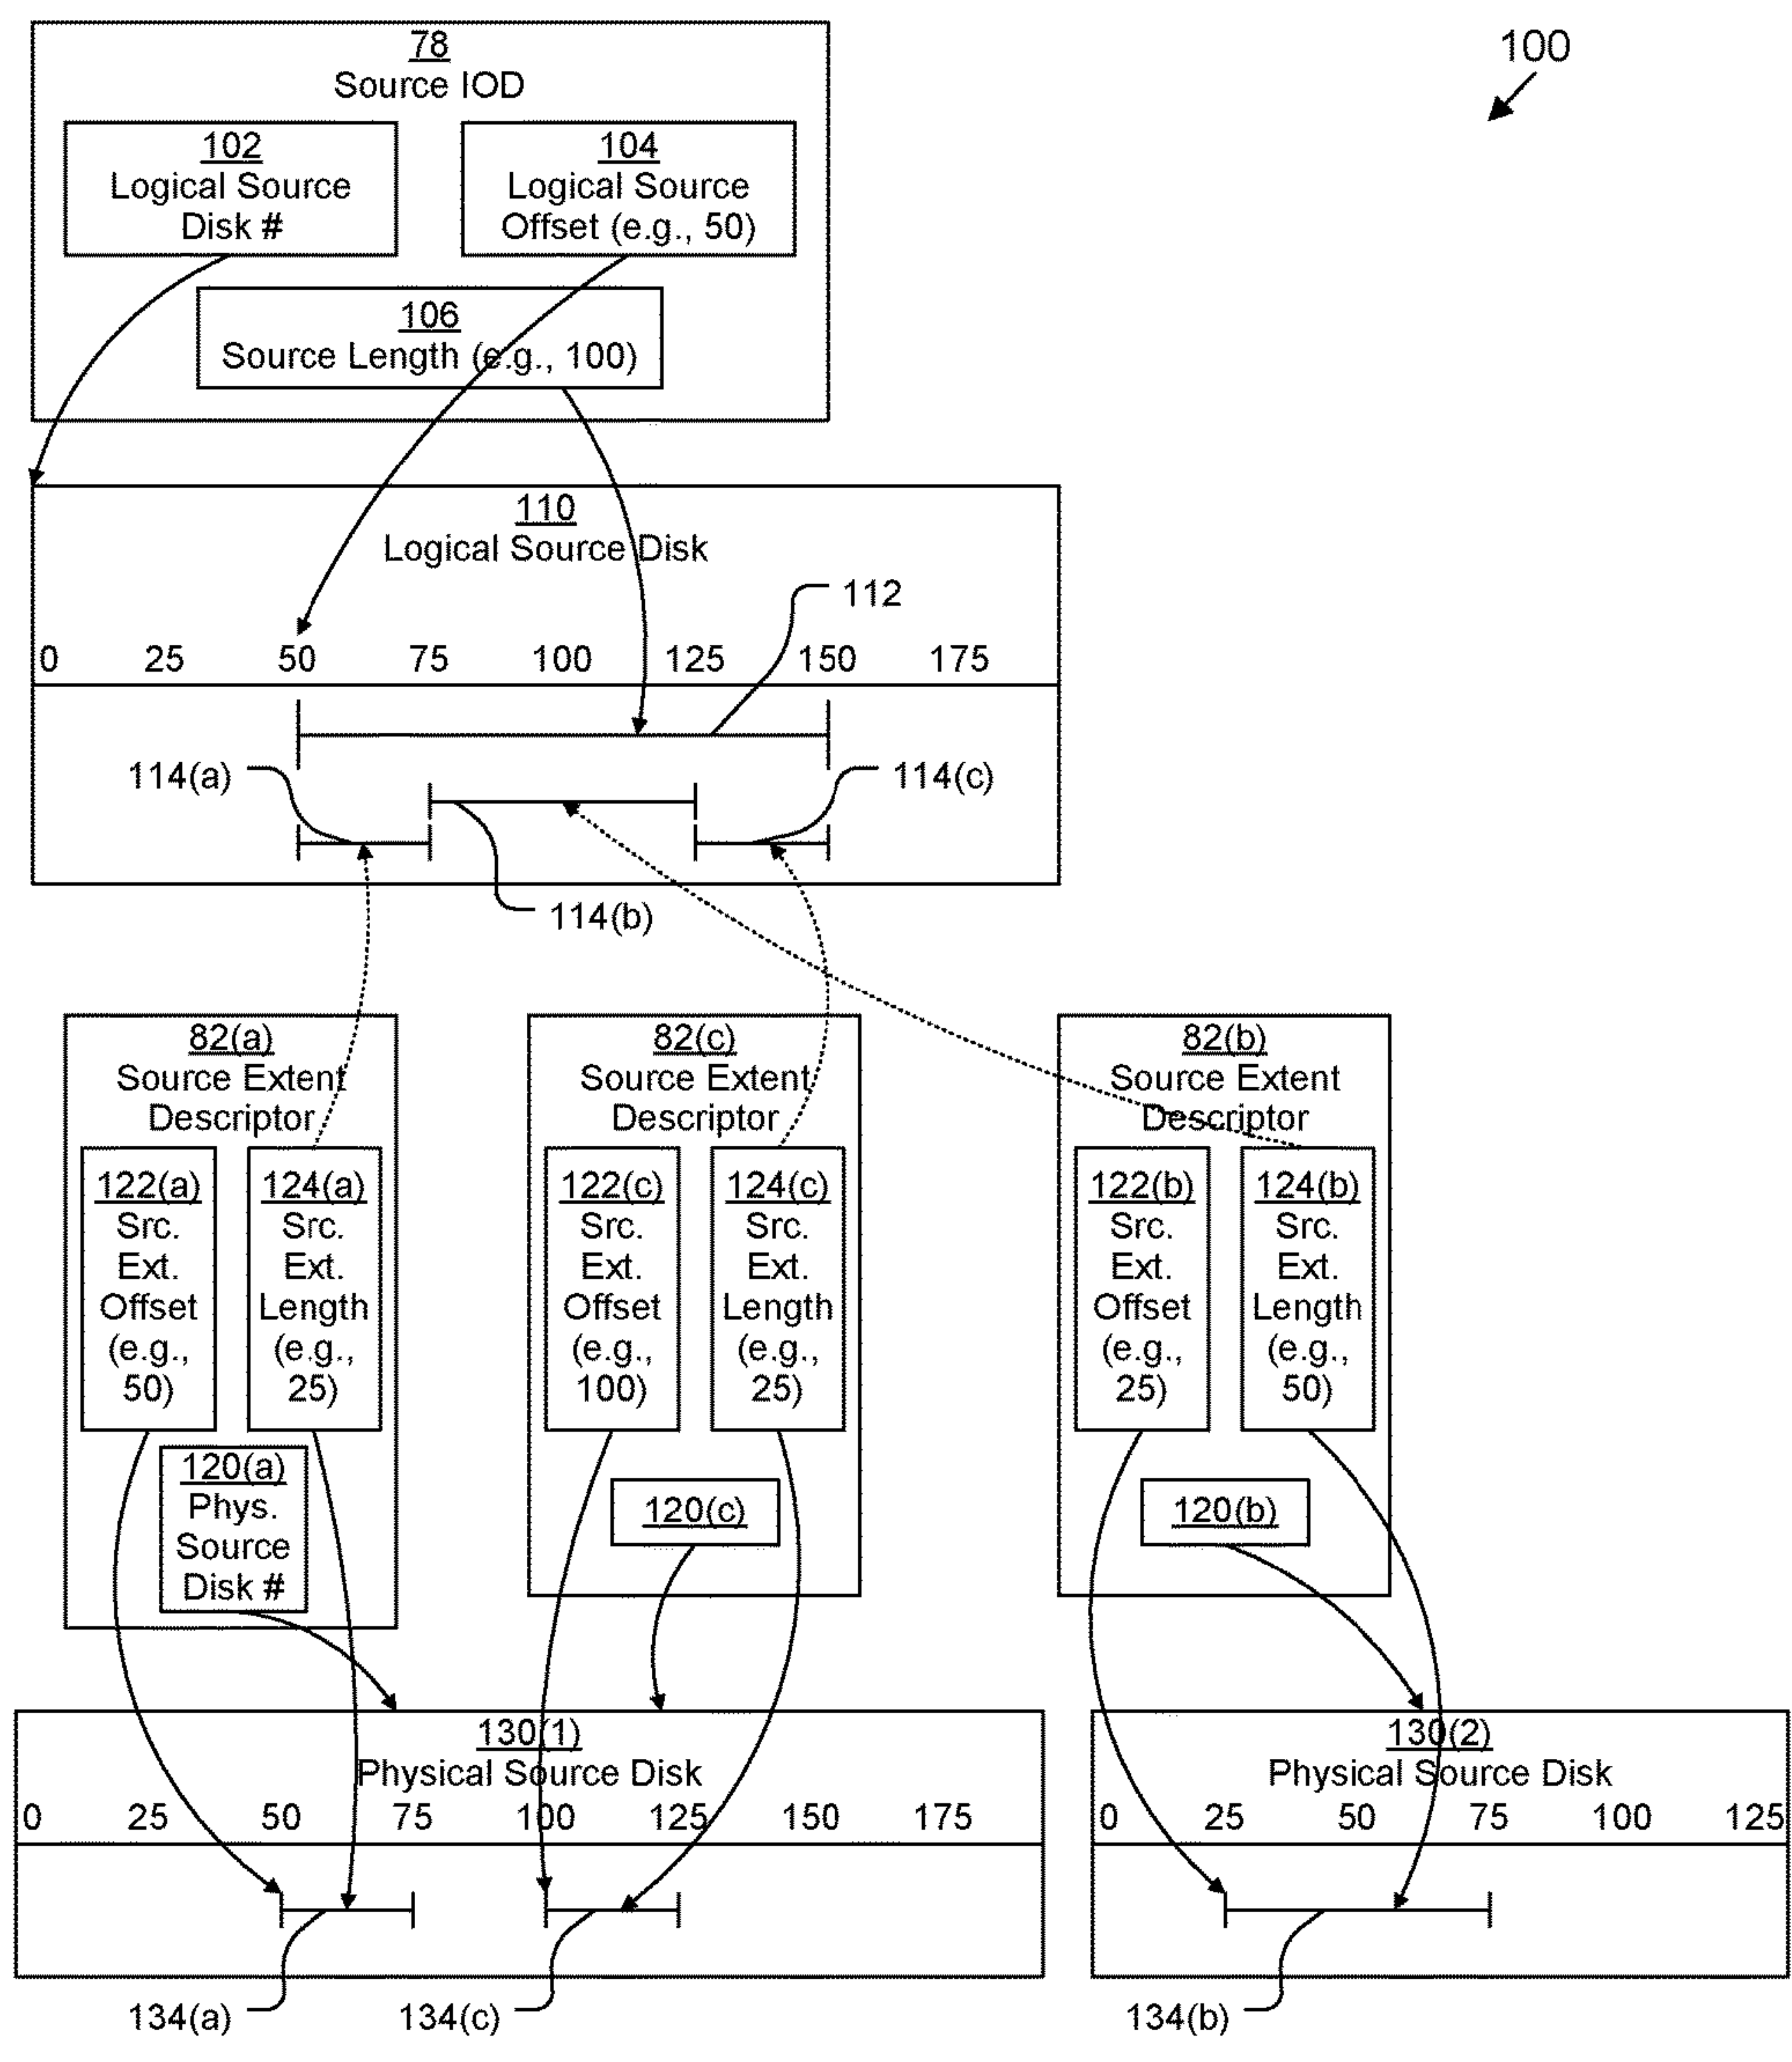 100
78
Source IOD
102
Logical Source
Disk #
104
Logical Source
Offset (e.g., 50)
106
Source Length (e.g., 100)
110
Logical Source Disk
112
0 25 50 75 100 125 150 175
114(a)
114(c)
114(b)
82(a)
Source Extent
Descriptor
122(a)
Src.
Ext.
Offset
(e.g.,
50)
124(a)
Src.
Ext.
Length
(e.g.,
25)
120(a)
Phys.
Source
Disk #
82(c)
Source Extent
Descriptor
122(c)
Src.
Ext.
Offset
(e.g.,
100)
124(c)
Src.
Ext.
Length
(e.g.,
25)
120(c)
82(b)
Source Extent
Descriptor
122(b)
Src.
Ext.
Offset
(e.g.,
25)
124(b)
Src.
Ext.
Length
(e.g.,
50)
120(b)
130(1)
Physical Source Disk
0 25 50 75 100 125 150 175
134(a)
134(c)
130(2)
Physical Source Disk
0 25 50 75 100 125
134(b)